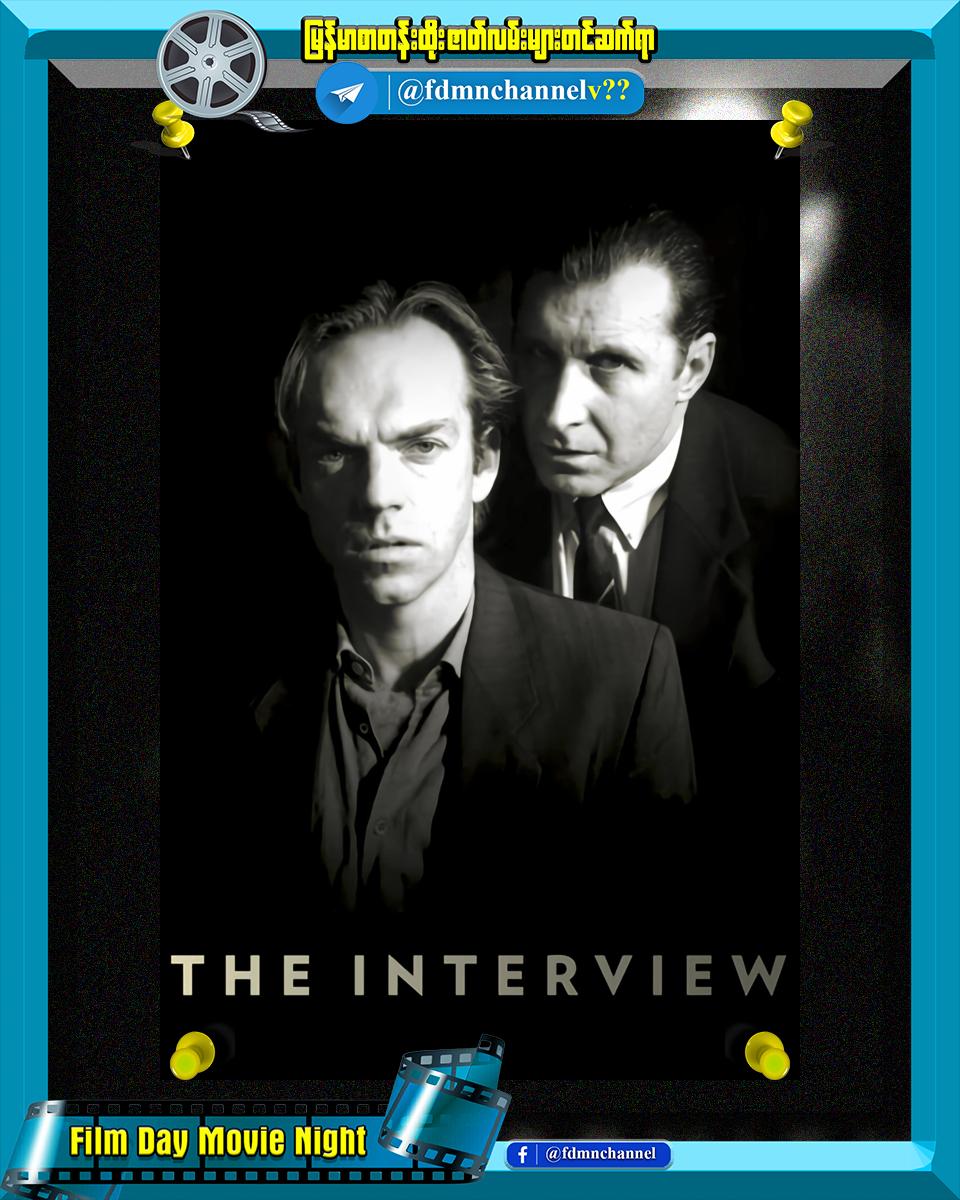 မြန်မာစာတန်းထိုးဇာတ်လမ်းများတင်ဆက်ရာ
@fdmnchannelv??
THE INTERVIEW
Film Day Movie Night
@fdmnchannel